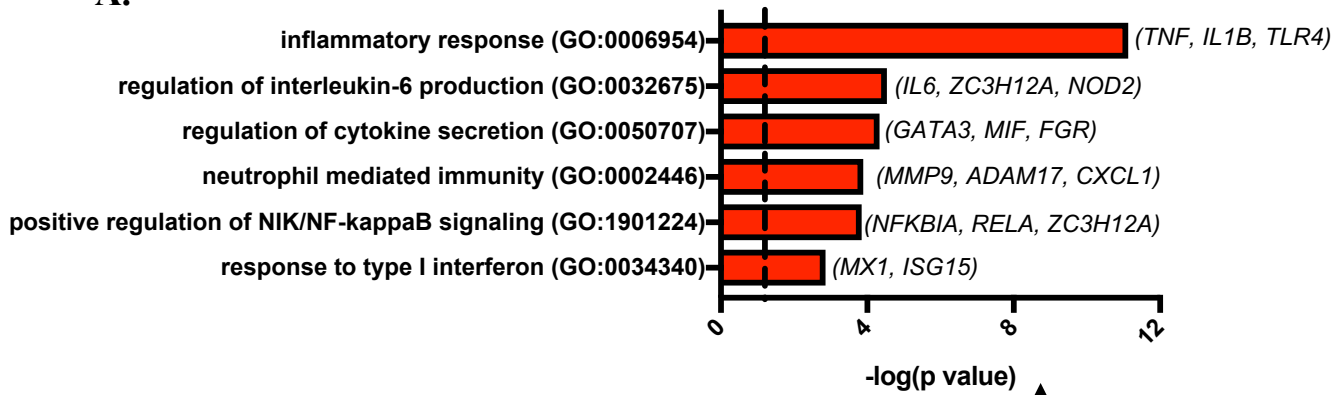 A.
inflammatory response (GO:0006954) (TNF, IL1B, TLR4)
regulation of interleukin-6 production (GO:0032675) (IL6, ZC3H12A, NOD2)
regulation of cytokine secretion (GO:0050707) (GATA3, MIF, FGR)
neutrophil mediated immunity (GO:0002446) (MMP9, ADAM17, CXCL1)
positive regulation of NIK/NF-kappaB signaling (GO:1901224) (NFKBIA, RELA, ZC3H12A)
response to type I interferon (GO:0034340) (MX1, ISG15)
0 4 8 12
-log(p value)